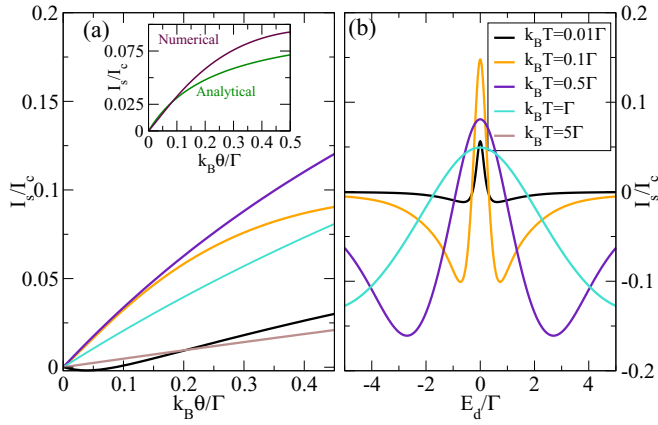 (a)
Numerical
Analytical
I_s/I_c
0.075
0.05
0.025
0
0 0.1 0.2 0.3 0.4 0.5
k_Bθ/Γ
I_s/I_c
0.2
0.15
0.1
0.05
0
0 0.1 0.2 0.3 0.4
k_Bθ/Γ
(b)
k_BT=0.01Γ
k_BT=0.1Γ
k_BT=0.5Γ
k_BT=Γ
k_BT=5Γ
0.2
0.1
0
-0.1
-0.2
I_s/I_c
-4 -2 0 2 4
E_d/Γ